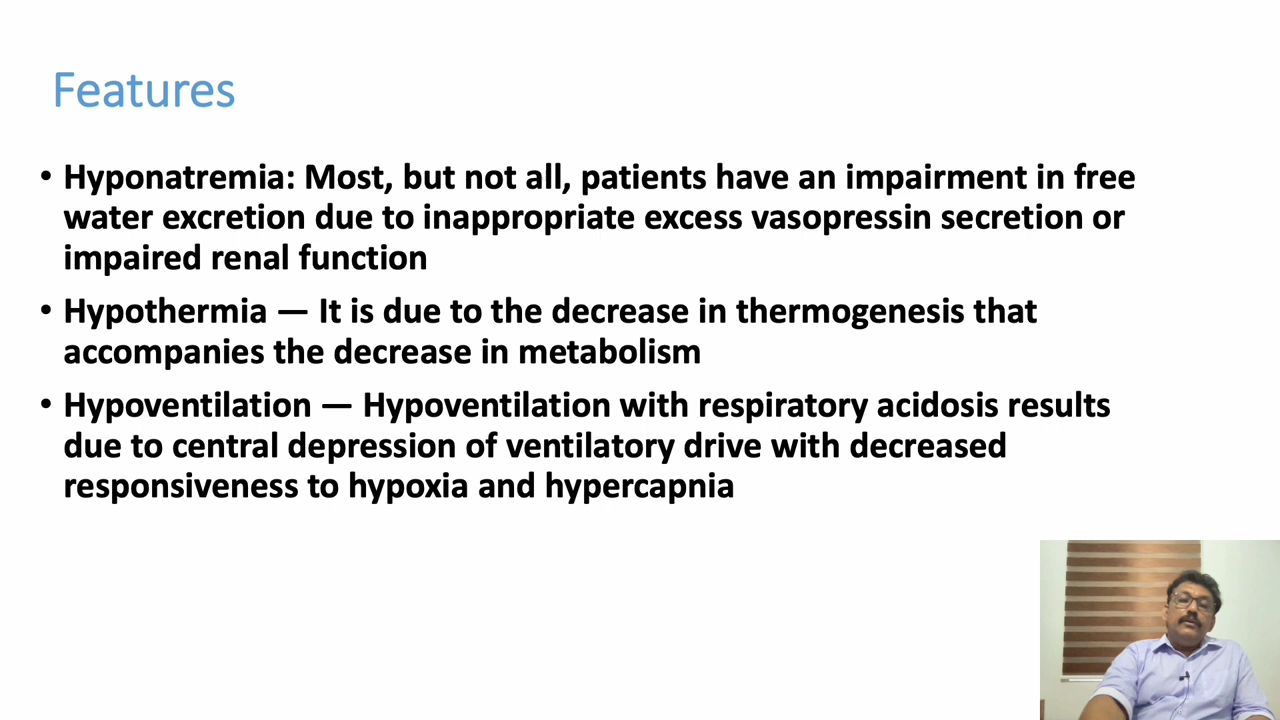 Features
• Hyponatremia: Most, but not all, patients have an impairment in free
water excretion due to inappropriate excess vasopressin secretion or
impaired renal function
• Hypothermia — It is due to the decrease in thermogenesis that
accompanies the decrease in metabolism
• Hypoventilation — Hypoventilation with respiratory acidosis results
due to central depression of ventilatory drive with decreased
responsiveness to hypoxia and hypercapnia